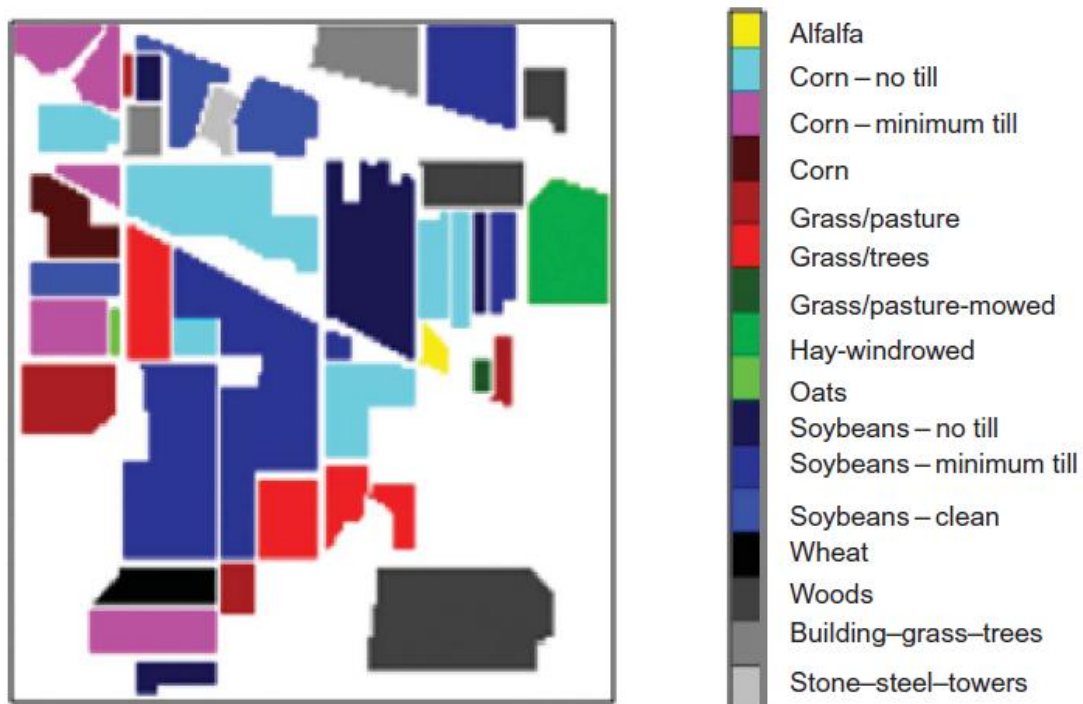 Alfalfa
Corn – no till
Corn – minimum till
Corn
Grass/pasture
Grass/trees
Grass/pasture-mowed
Hay-windrowed
Oats
Soybeans – no till
Soybeans – minimum till
Soybeans – clean
Wheat
Woods
Building–grass–trees
Stone–steel–towers